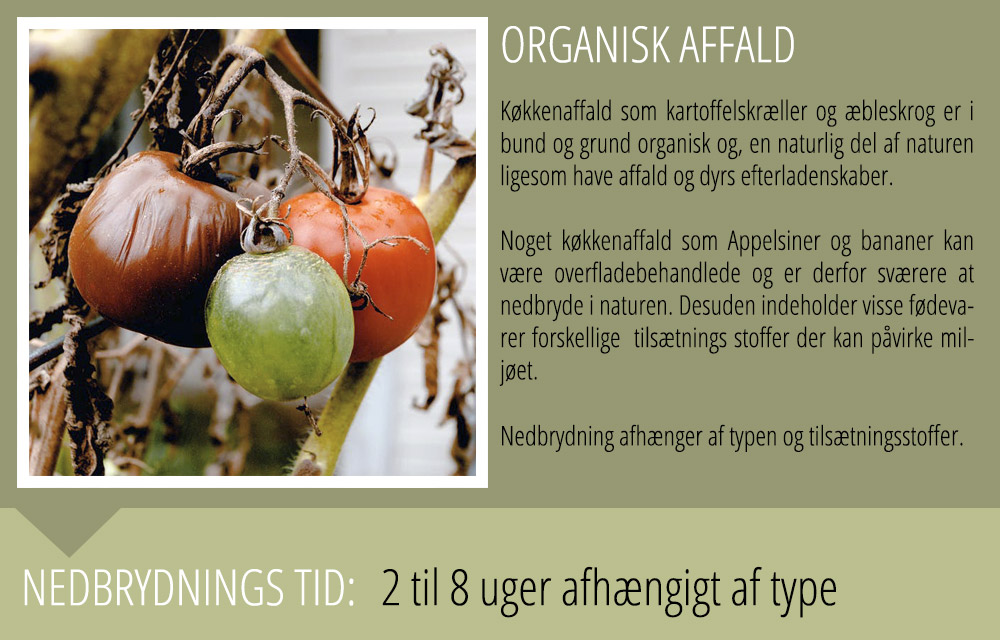 ORGANISK AFFALD
Køkkenaffald som kartoffelskræller og æbleskrog er i
bund og grund organisk og, en naturlig del af naturen
ligesom have affald og dyrs efterladenskaber.
Noget køkkenaffald som Appelsiner og bananer kan
være overfladebehandlede og er derfor sværere at
nedbryde i naturen. Desuden indeholder visse fødeva-
rer forskellige  tilsætnings stoffer der kan påvirke mil-
jøet.
Nedbrydning afhænger af typen og tilsætningsstoffer.
NEDBRYDNINGS TID: 2 til 8 uger afhængigt af type